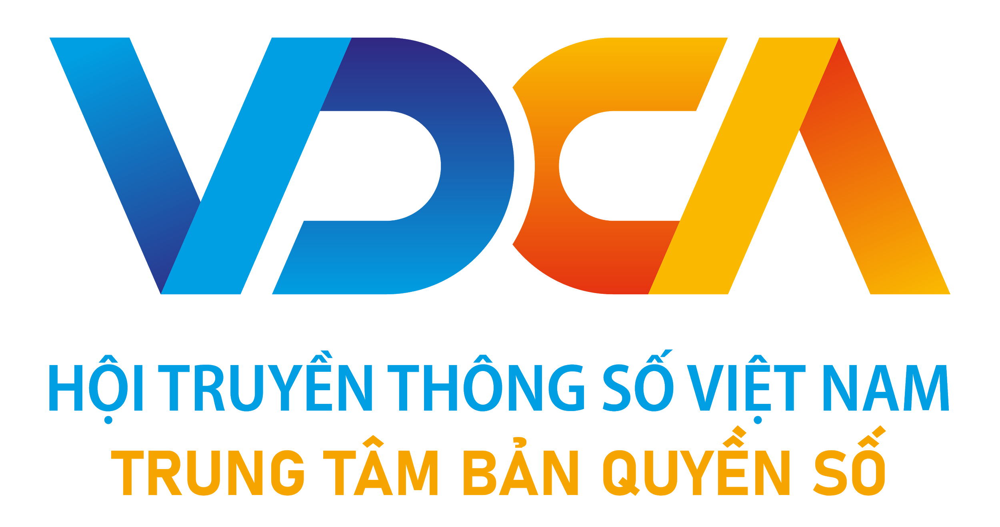 VDCA
HỘI TRUYỀN THÔNG SỐ VIỆT NAM
TRUNG TÂM BẢN QUYỀN SỐ